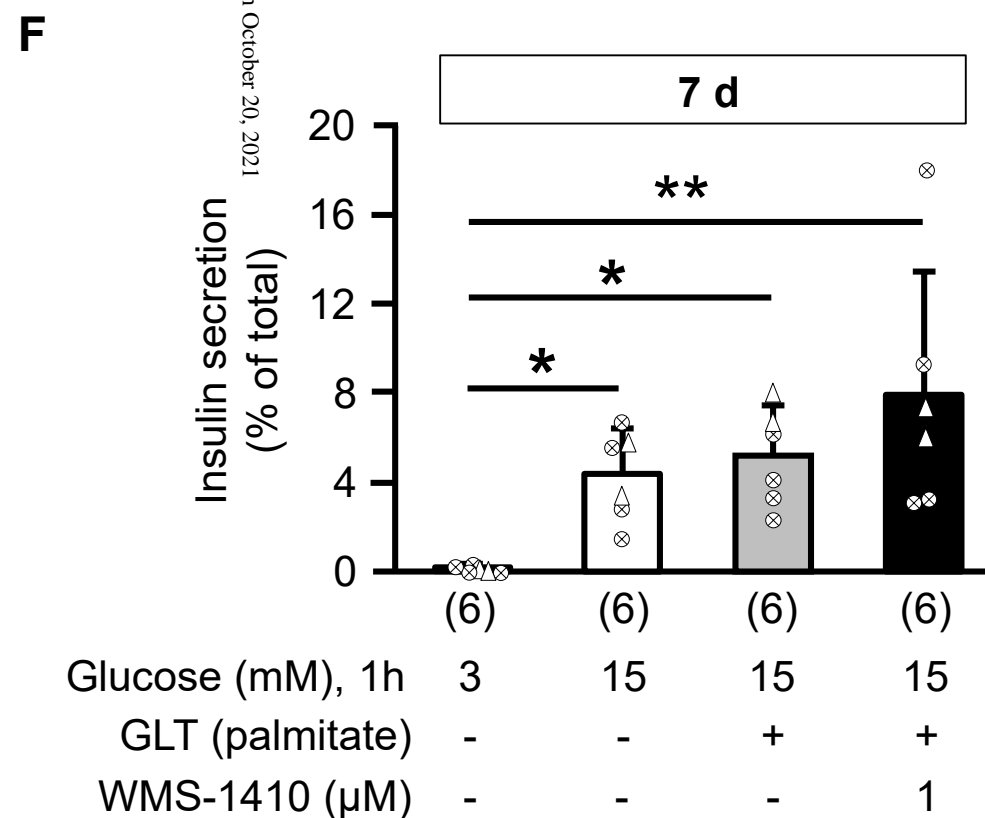 F
n October 20, 2021
7 d
Insulin secretion
(% of total)
20
16
12
8
4
0
**
*
*
(6) (6) (6) (6)
Glucose (mM), 1h 3 15 15 15
GLT (palmitate) - - + +
WMS-1410 (µM) - - - 1